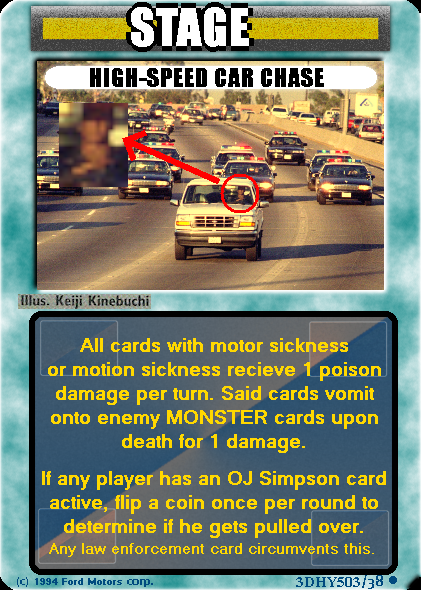 STAGE
HIGH-SPEED CAR CHASE
Illus. Keiji Kinebuchi
All cards with motor sickness
or motion sickness recieve 1 poison
damage per turn. Said cards vomit
onto enemy MONSTER cards upon
death for 1 damage.
If any player has an OJ Simpson card
active, flip a coin once per round to
determine if he gets pulled over.
Any law enforcement card circumvents this.
(c) 1994 Ford Motors corp.
3DHY503/38